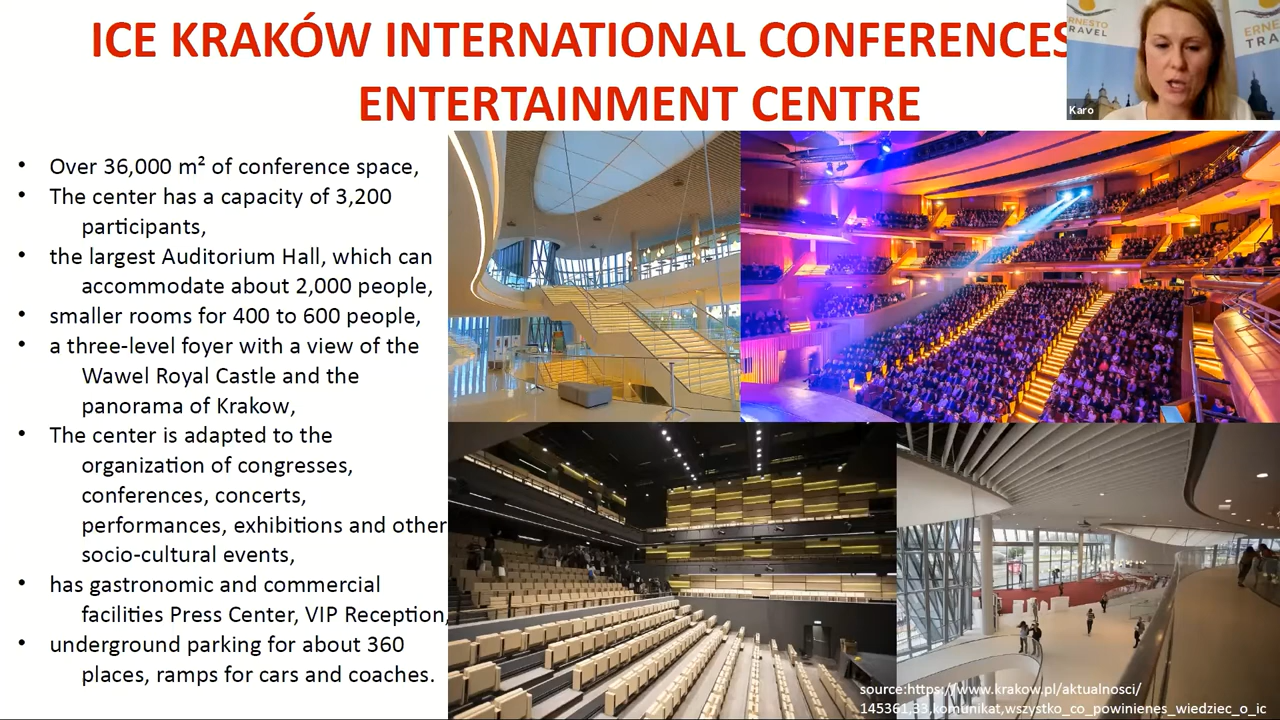 ICE KRAKÓW INTERNATIONAL CONFERENCES
ENTERTAINMENT CENTRE
ERNESTO
TRAVEL
ERNE
TRA
Karo
• Over 36,000 m² of conference space,
• The center has a capacity of 3,200
participants,
• the largest Auditorium Hall, which can
accommodate about 2,000 people,
• smaller rooms for 400 to 600 people,
• a three-level foyer with a view of the
Wawel Royal Castle and the
panorama of Krakow,
• The center is adapted to the
organization of congresses,
conferences, concerts,
performances, exhibitions and other
socio-cultural events,
• has gastronomic and commercial
facilities Press Center, VIP Reception,
• underground parking for about 360
places, ramps for cars and coaches.
source:https://www.krakow.pl/aktualnosci/
145361,33,komunikat,wszystko_co_powinienes_wiedziec_o_ic